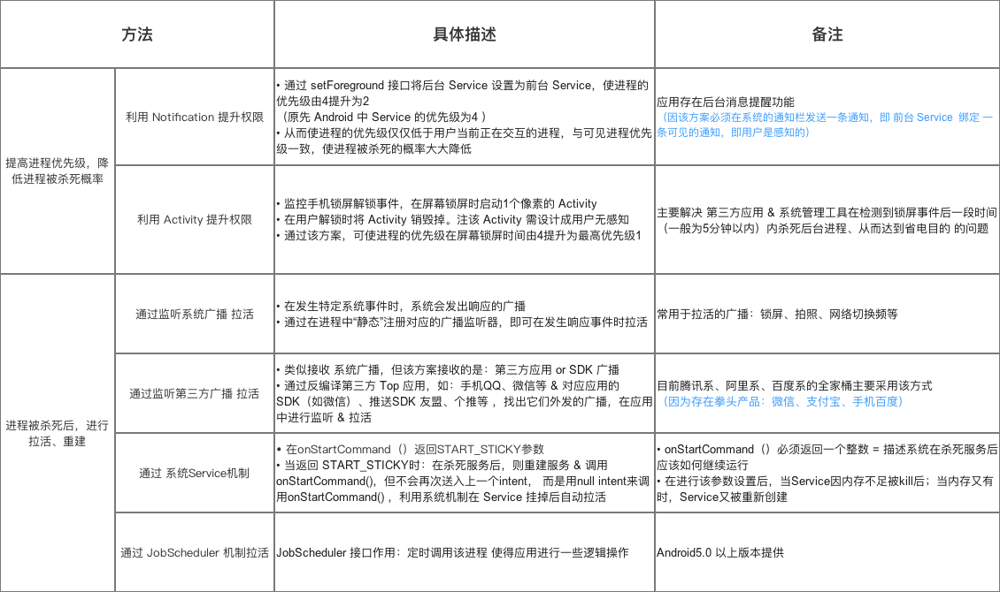 方法
具体描述
备注
提高进程优先级，降
低进程被杀死概率
利用 Notification 提升权限
• 通过 setForeground 接口将后台 Service 设置为前台 Service，使进程的
优先级由4提升为2
（原先 Android 中 Service 的优先级为4 ）
• 从而使进程的优先级仅仅低于用户当前正在交互的进程，与可见进程优先
级一致，使进程被杀死的概率大大降低
应用存在后台消息提醒功能
（因该方案必须在系统的通知栏发送一条通知，即 前台 Service 绑定 一
条可见的通知，即用户是感知的）
利用 Activity 提升权限
• 监控手机锁屏解锁事件，在屏幕锁屏时启动1个像素的 Activity
• 在用户解锁时将 Activity 销毁掉。注该 Activity 需设计成用户无感知
• 通过该方案，可使进程的优先级在屏幕锁屏时间由4提升为最高优先级1
主要解决 第三方应用 & 系统管理工具在检测到锁屏事件后一段时间
（一般为5分钟以内）内杀死后台进程、从而达到省电目的 的问题
进程被杀死后，进行
拉活、重建
通过监听系统广播 拉活
• 在发生特定系统事件时，系统会发出响应的广播
• 通过在进程中“静态”注册对应的广播监听器，即可在发生响应事件时拉活
常用于拉活的广播：锁屏、拍照、网络切换频等
通过监听第三方广播 拉活
• 类似接收 系统广播，但该方案接收的是：第三方应用 or SDK 广播
• 通过反编译第三方 Top 应用，如：手机QQ、微信等 & 对应应用的
SDK（如微信）、推送SDK 友盟、个推等 ，找出它们外发的广播，在应用
中进行监听 & 拉活
目前腾讯系、阿里系、百度系的全家桶主要采用该方式
（因为存在拳头产品：微信、支付宝、手机百度）
通过 系统Service机制
• 在onStartCommand（）返回START_STICKY参数
• 当返回 START_STICKY时：在杀死服务后，则重建服务 & 调用
onStartCommand()，但不会再次送入上一个intent， 而是用null intent来调
用onStartCommand() ，利用系统机制在 Service 挂掉后自动拉活
• onStartCommand（）必须返回一个整数 = 描述系统在杀死服务后
应该如何继续运行
• 在进行该参数设置后，当Service因内存不足被kill后；当内存又有
时，Service又被重新创建
通过 JobScheduler 机制拉活
JobScheduler 接口作用：定时调用该进程 使得应用进行一些逻辑操作
Android5.0 以上版本提供